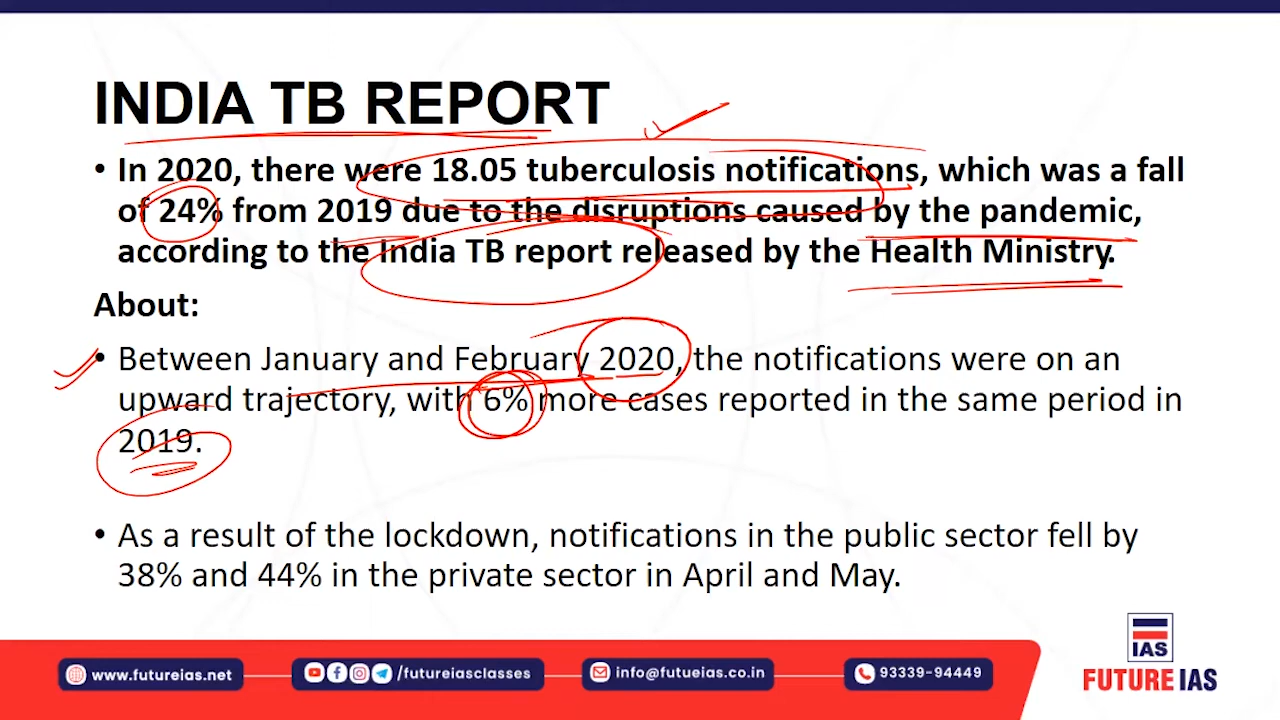 INDIA TB REPORT
• In 2020, there were 18.05 tuberculosis notifications, which was a fall
of 24% from 2019 due to the disruptions caused by the pandemic,
according to the India TB report released by the Health Ministry.
About:
• Between January and February 2020, the notifications were on an
upward trajectory, with 6% more cases reported in the same period in
2019.
• As a result of the lockdown, notifications in the public sector fell by
38% and 44% in the private sector in April and May.
www.futureias.net
/futureiasclasses
info@futueias.co.in
93339-94449
IAS
FUTURE IAS